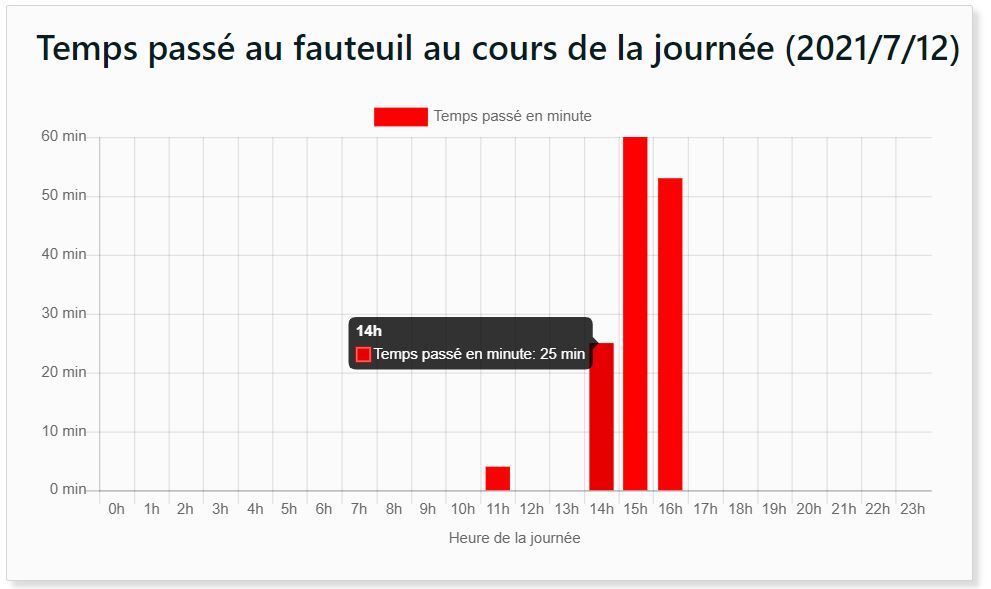 Temps passé au fauteuil au cours de la journée (2021/7/12)
Temps passé en minute
60 min
50 min
40 min
30 min
14h
Temps passé en minute: 25 min
20 min
10 min
0 min
0h 1h 2h 3h 4h 5h 6h 7h 8h 9h 10h 11h 12h 13h 14h 15h 16h 17h 18h 19h 20h 21h 22h 23h
Heure de la journée